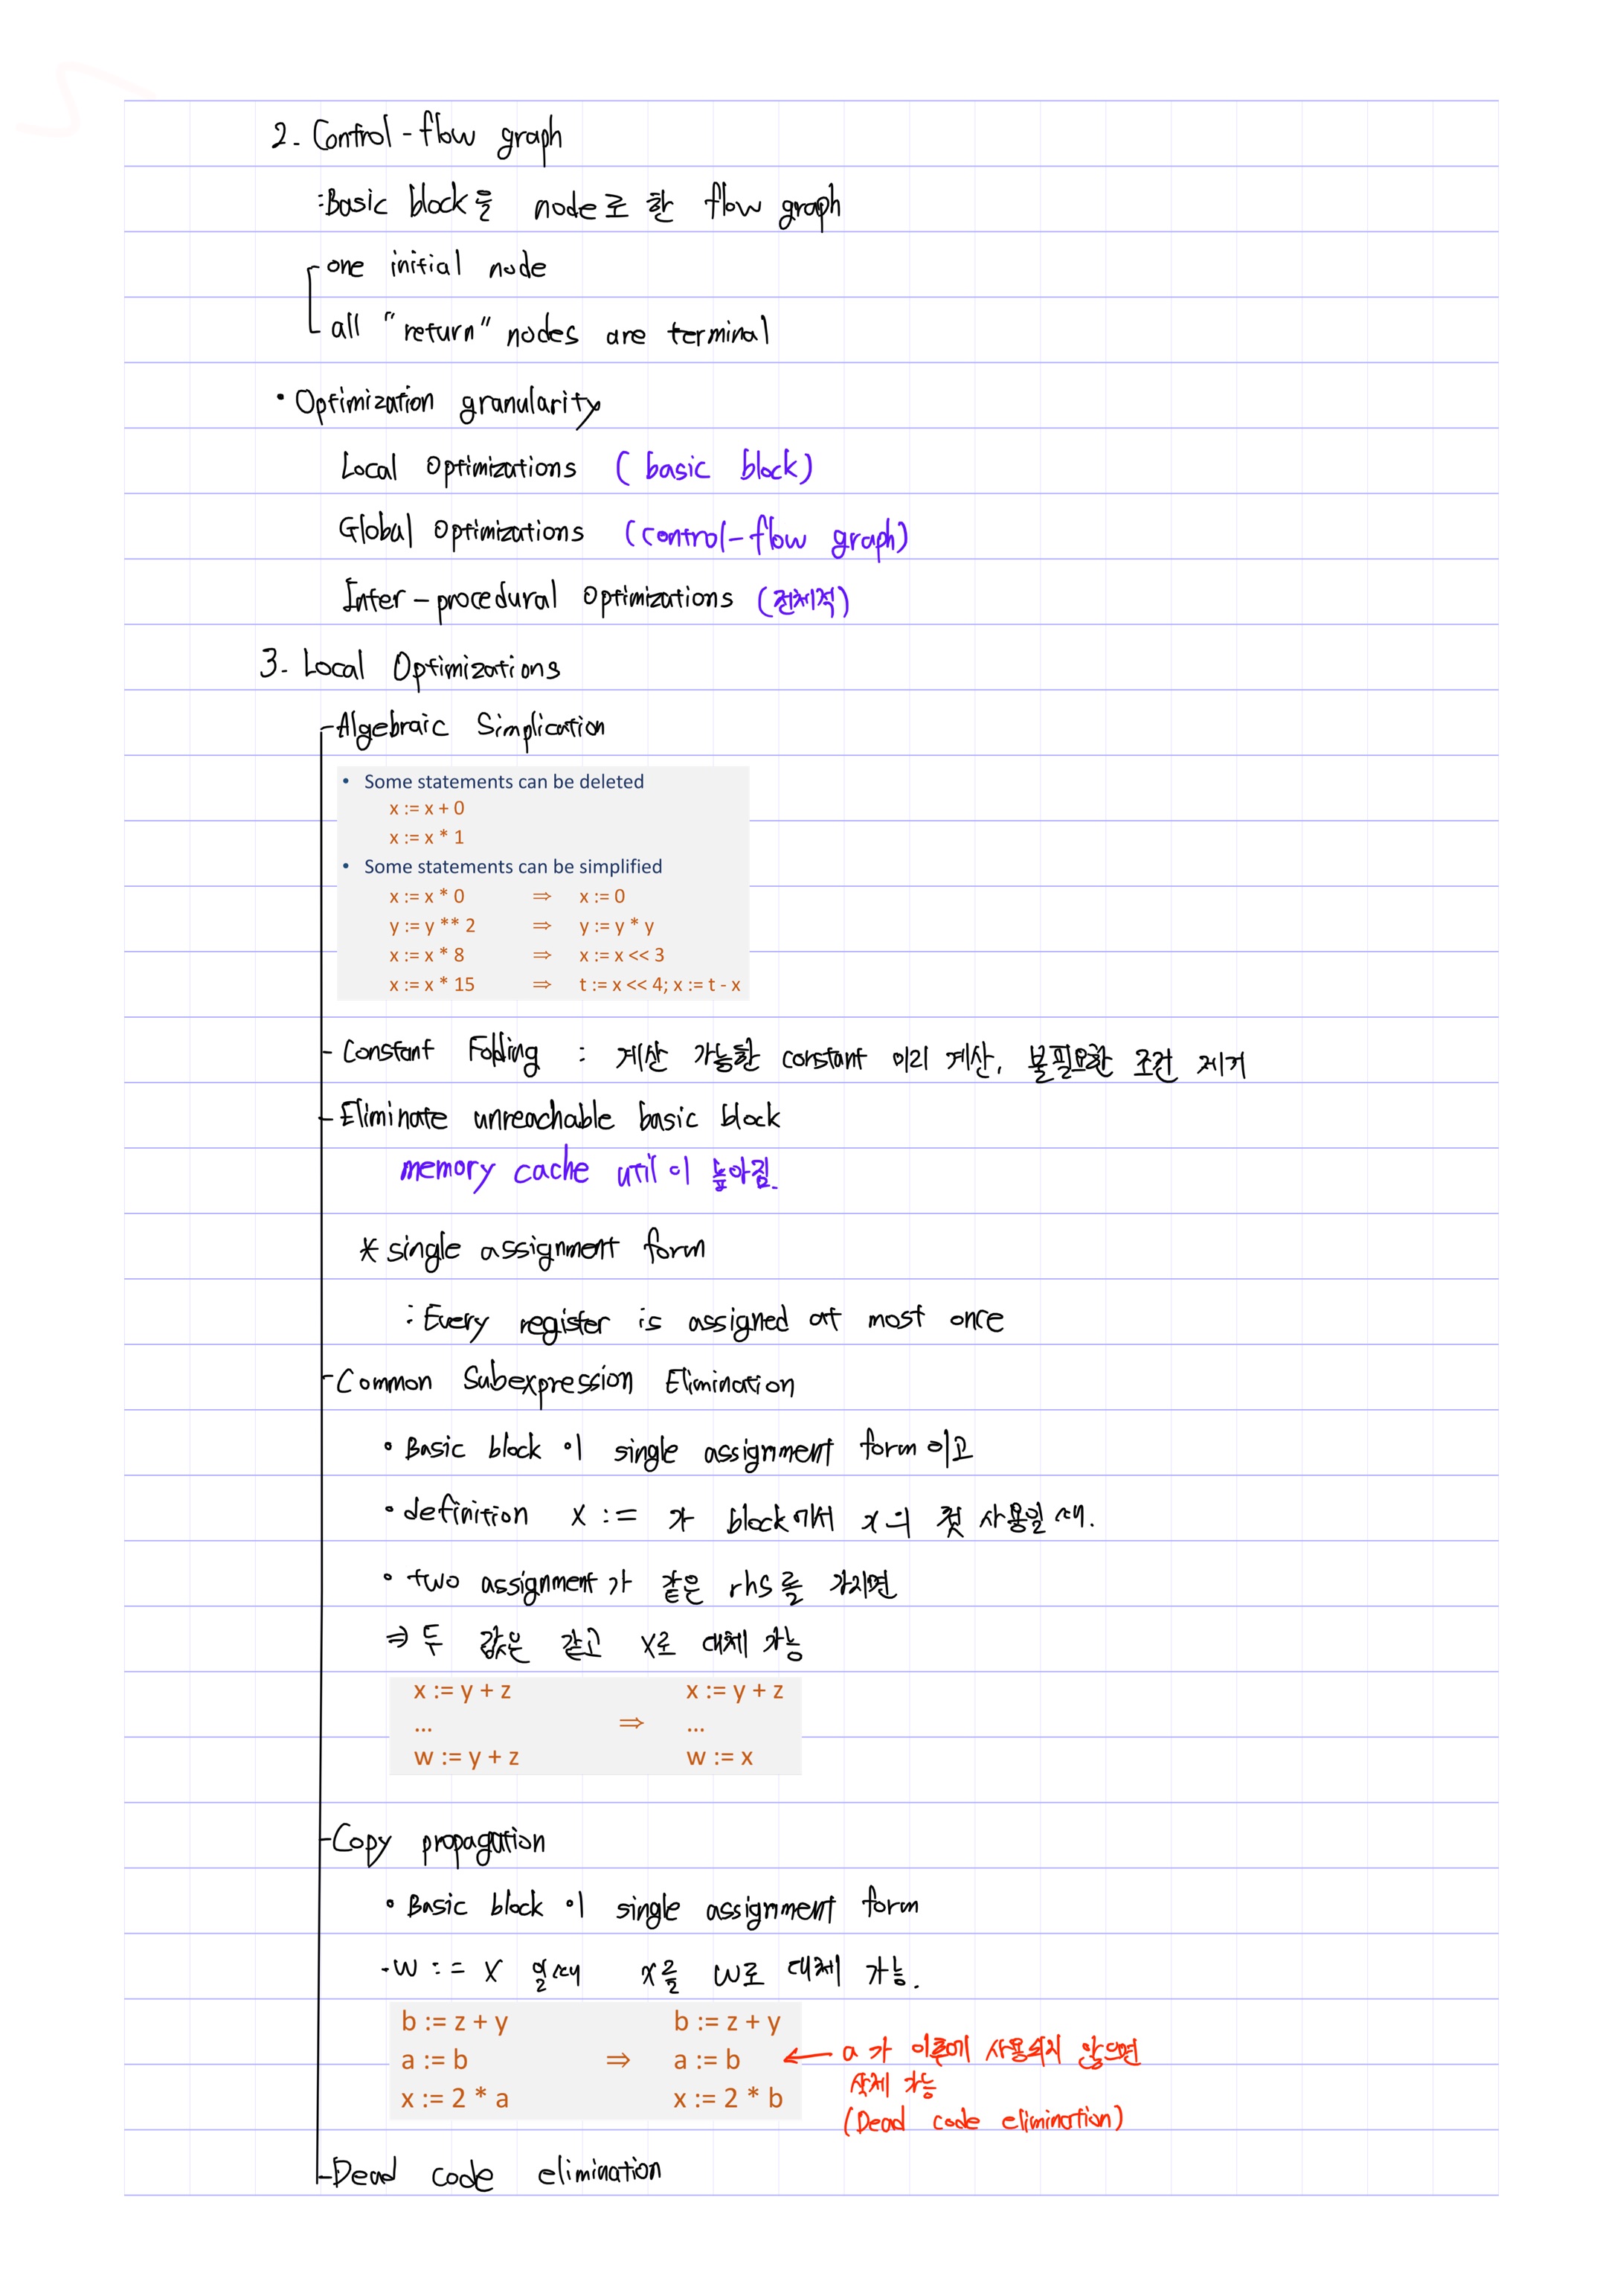 2. Control-flow graph
: Basic block을 node로 한 flow graph
one initial node
all "return" nodes are terminal
• Optimization granularity
Local Optimizations (basic block)
Global Optimizations (control-flow graph)
Inter-procedural Optimizations (전체적)
3. Local Optimizations
- Algebraic Simplication
• Some statements can be deleted
x := x + 0
x := x * 1
• Some statements can be simplified
x := x * 0 ⇒ x := 0
y := y ** 2 ⇒ y := y * y
x := x * 8 ⇒ x := x << 3
x := x * 15 ⇒ t := x << 4; x := t - x
- Constant Folding : 계산 가능한 constant 미리 계산, 불필요한 조건 제거
- Eliminate unreachable basic block
memory cache util이 높아짐.
* single assignment form
: Every register is assigned at most once
- Common Subexpression Elimination
• Basic block이 single assignment form이고
• definition x := 가 block에서 x의 첫 사용일 때.
• two assignment가 같은 rhs를 가지면
⇒ 두 값은 같고 x로 대체 가능
x := y + z x := y + z
... ⇒ ...
w := y + z w := x
- Copy propagation
• Basic block이 single assignment form
- w := x 일때 x를 w로 대체 가능.
b := z + y b := z + y
a := b ⇒ a := b ← a가 이후에 사용되지 않으면
삭제 가능
x := 2 * a x := 2 * b
(Dead code elimination)
- Dead code elimination